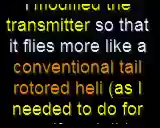 I modified the
transmitter so that
it flies more like a
conventional tail
rotored heli (as I
needed to do for